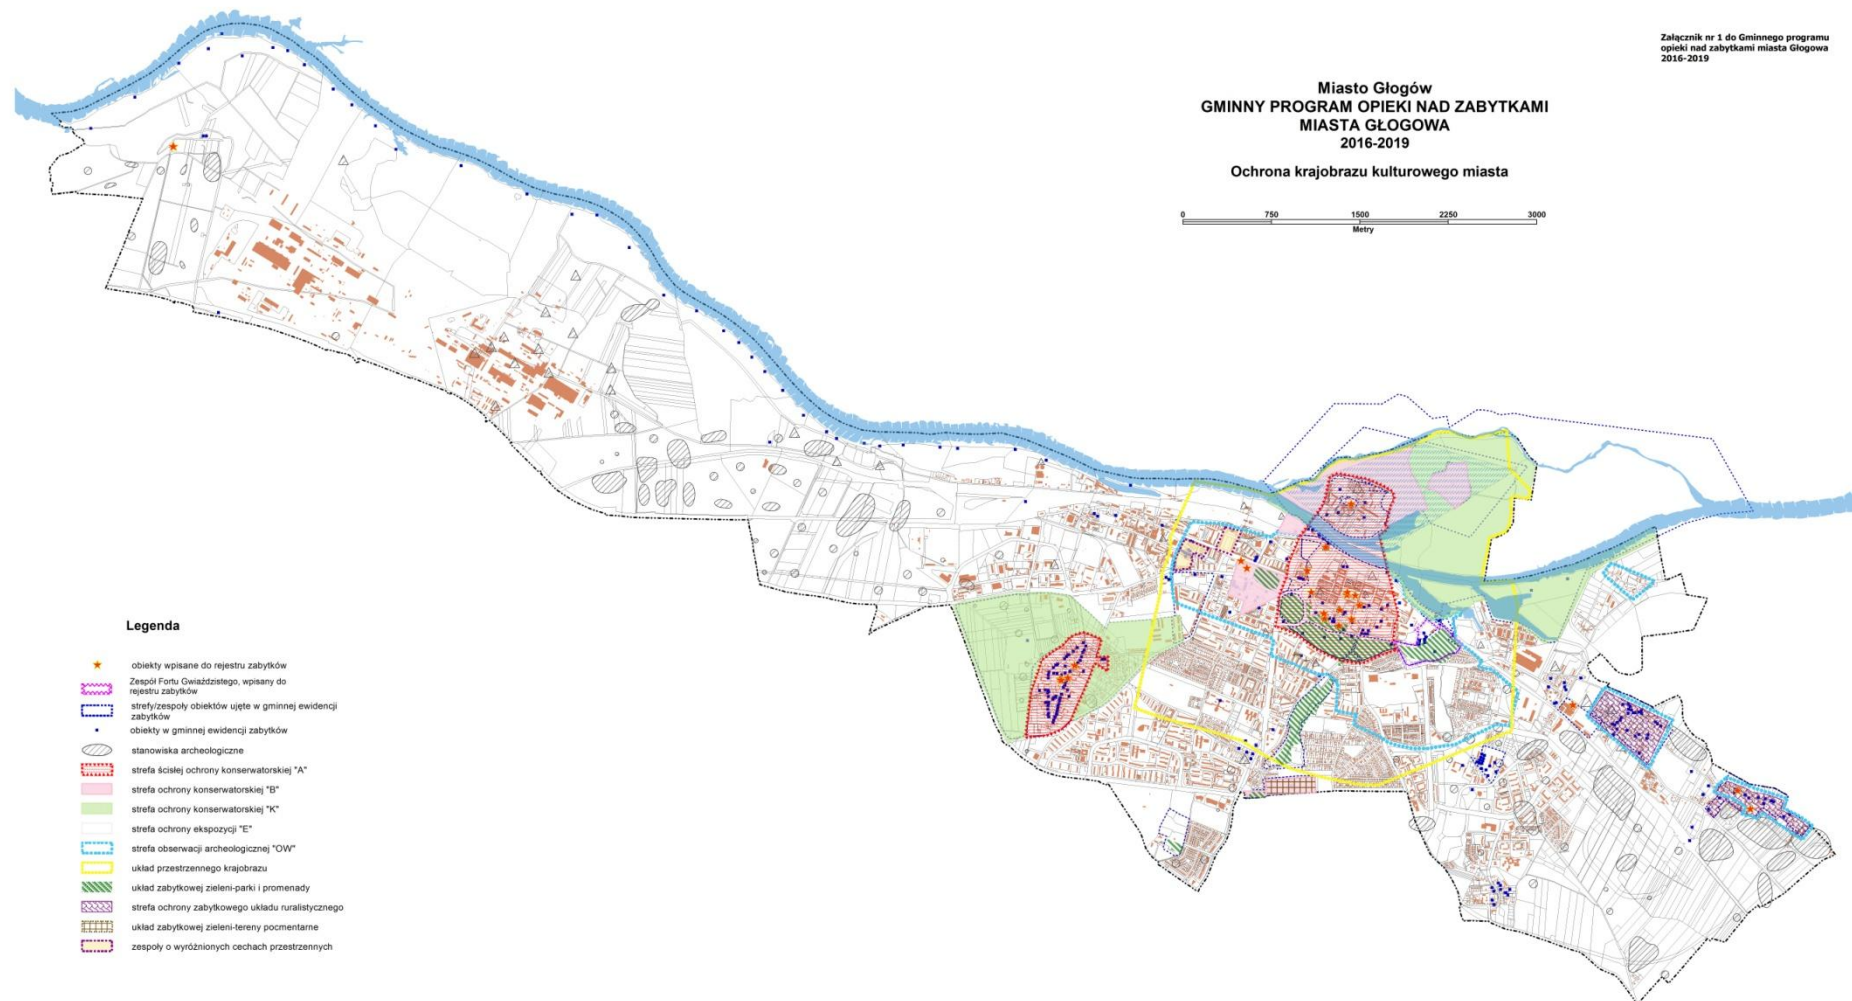 Załącznik nr 1 do Gminnego programu
opieki nad zabytkami miasta Głogowa
2016-2019
Miasto Głogów
GMINNY PROGRAM OPIEKI NAD ZABYTKAMI
MIASTA GŁOGOWA
2016-2019
Ochrona krajobrazu kulturowego miasta
0 750 1500 2250 3000
Metry
Legenda
obiekty wpisane do rejestru zabytków
Zespół Fortu Gwiaździstego, wpisany do
rejestru zabytków
strefy/zespoły obiektów ujęte w gminnej ewidencji
zabytków
obiekty w gminnej ewidencji zabytków
stanowiska archeologiczne
strefa ścisłej ochrony konserwatorskiej "A"
strefa ochrony konserwatorskiej "B"
strefa ochrony konserwatorskiej "K"
strefa ochrony ekspozycji "E"
strefa obserwacji archeologicznej "OW"
układ przestrzennego krajobrazu
układ zabytkowej zieleni-parki i promenady
strefa ochrony zabytkowego układu ruralistycznego
układ zabytkowej zieleni-tereny pocmentarne
zespoły o wyróżnionych cechach przestrzennych